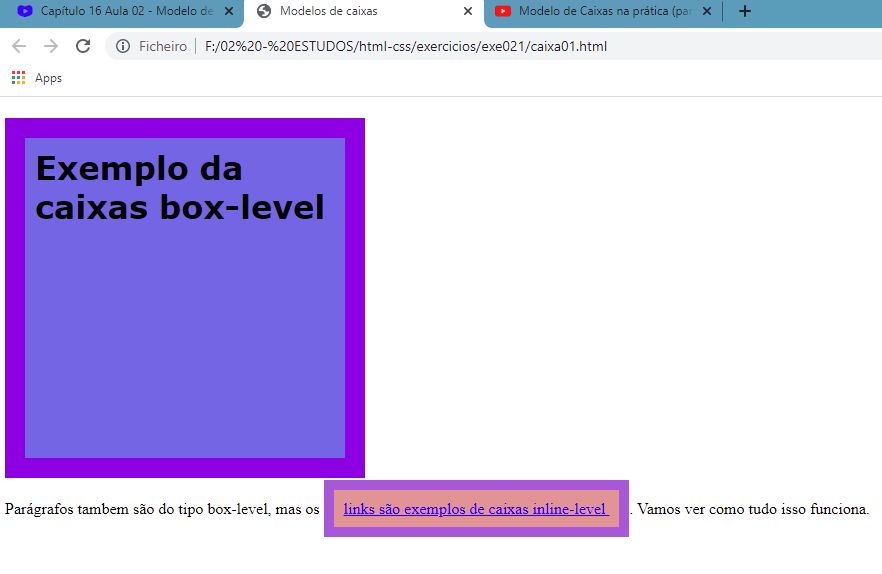 Capítulo 16 Aula 02 - Modelo de
Modelos de caixas
Modelo de Caixas na prática (par
Ficheiro
F:/02%20-%20ESTUDOS/html-css/exercicios/exe021/caixa01.html
Apps
Exemplo da
caixas box-level
Parágrafos tambem são do tipo box-level, mas os links são exemplos de caixas inline-level . Vamos ver como tudo isso funciona.